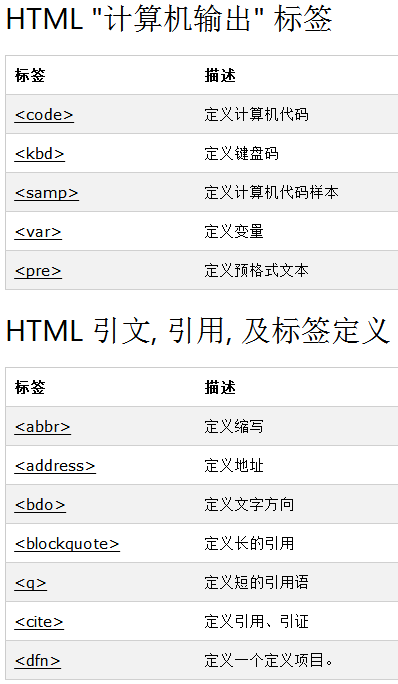 HTML "计算机输出" 标签
标签 描述
<code> 定义计算机代码
<kbd> 定义键盘码
<samp> 定义计算机代码样本
<var> 定义变量
<pre> 定义预格式文本
HTML 引文, 引用, 及标签定义
标签 描述
<abbr> 定义缩写
<address> 定义地址
<bdo> 定义文字方向
<blockquote> 定义长的引用
<q> 定义短的引用语
<cite> 定义引用、引证
<dfn> 定义一个定义项目。